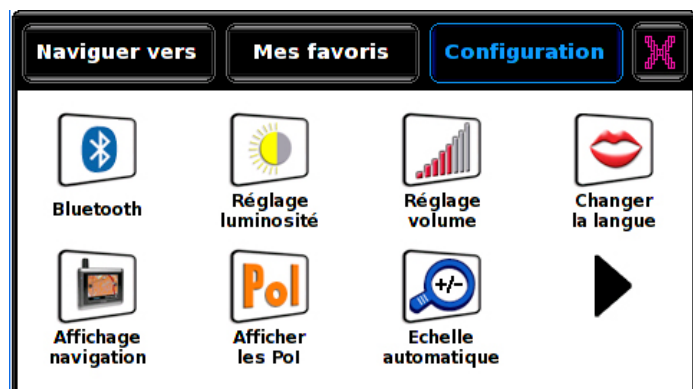 Naviguer vers
Mes favoris
Configuration
Bluetooth
Réglage
luminosité
Réglage
volume
Changer
la langue
PoI
+/-
Affichage
navigation
Afficher
les PoI
Echelle
automatique